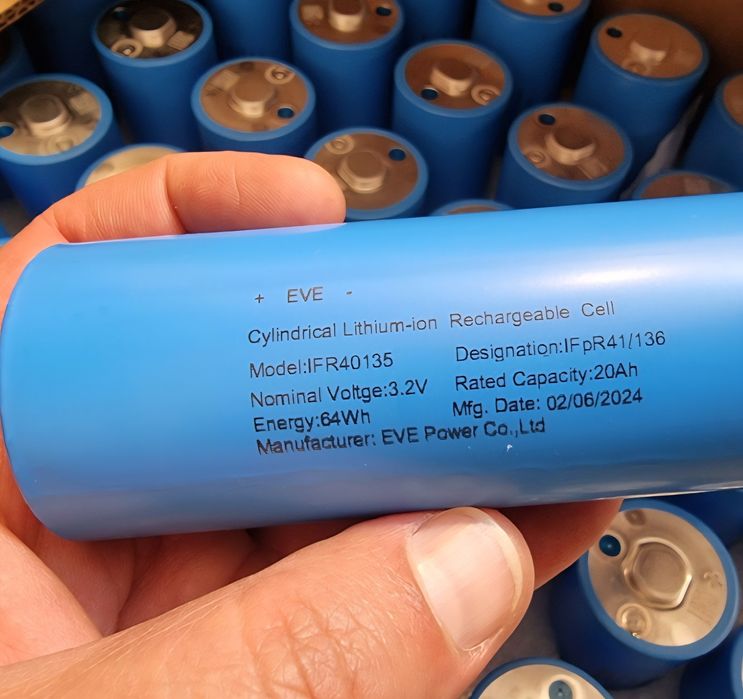 + EVE -
Cylindrical Lithium-ion Rechargeable Cell
Model:IFR40135 Designation:IFpR41/136
Nominal Voltge:3.2V Rated Capacity:20Ah
Energy:64Wh Mfg. Date: 02/06/2024
Manufacturer: EVE Power Co.,Ltd